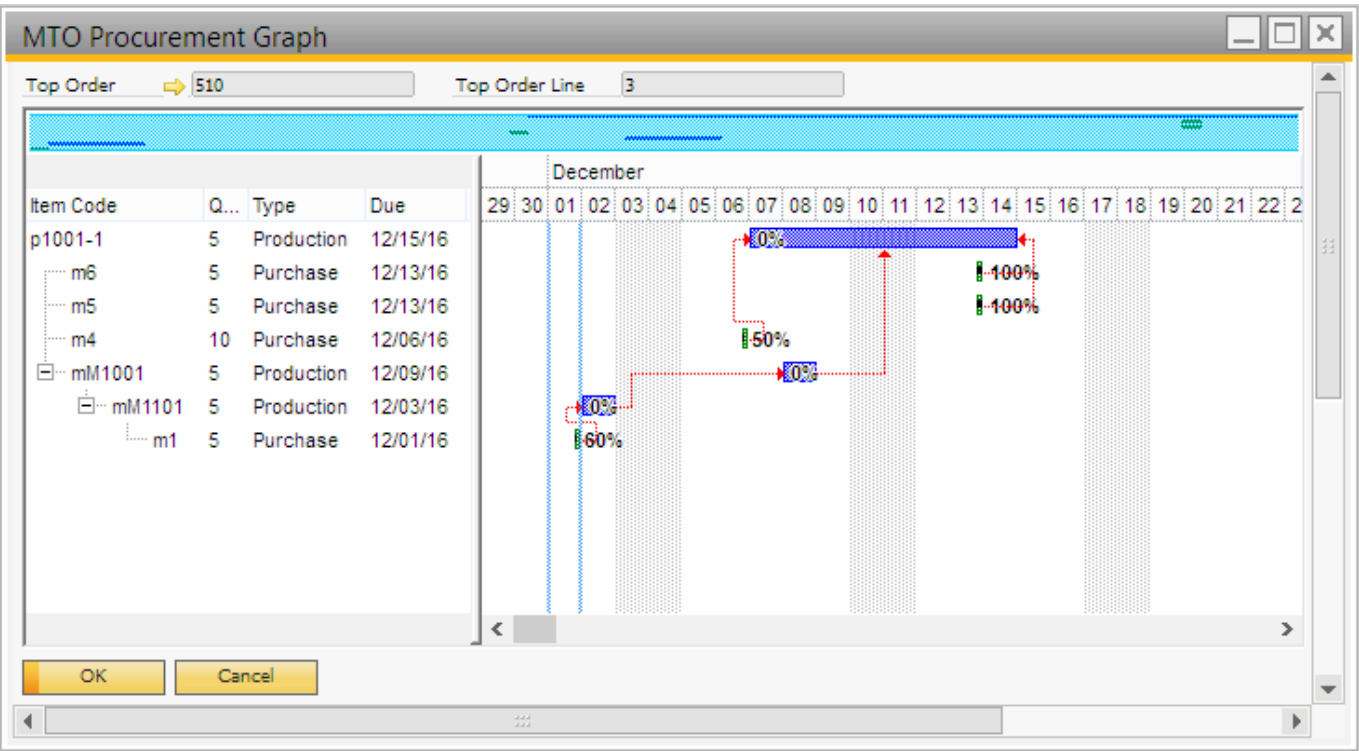 MTO Procurement Graph
Top Order 510 Top Order Line 3
December
Item Code Q... Type Due 29 30 01 02 03 04 05 06 07 08 09 10 11 12 13 14 15 16 17 18 19 20 21 22 2
p1001-1 5 Production 12/15/16 0%
m6 5 Purchase 12/13/16 100%
m5 5 Purchase 12/13/16 100%
m4 10 Purchase 12/06/16 50%
mM1001 5 Production 12/09/16 0%
mM1101 5 Production 12/03/16 0%
m1 5 Purchase 12/01/16 60%
OK Cancel